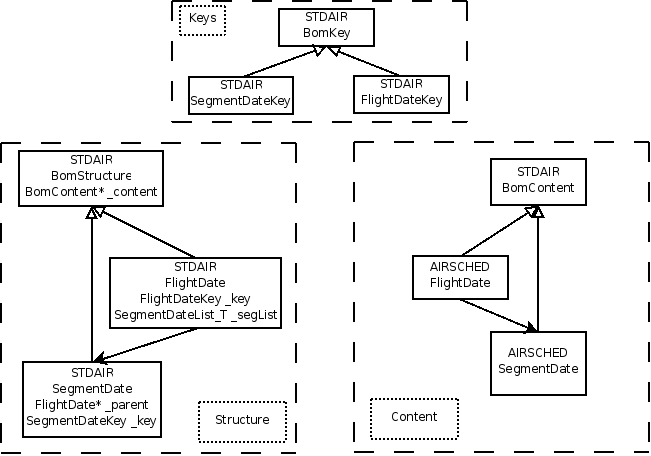 Keys
STDAIR
BomKey
STDAIR
SegmentDateKey
STDAIR
FlightDateKey
STDAIR
BomStructure
BomContent* _content
STDAIR
FlightDate
FlightDateKey _key
SegmentDateList_T _segList
STDAIR
SegmentDate
FlightDate* _parent
SegmentDateKey _key
Structure
STDAIR
BomContent
AIRSCHED
FlightDate
AIRSCHED
SegmentDate
Content